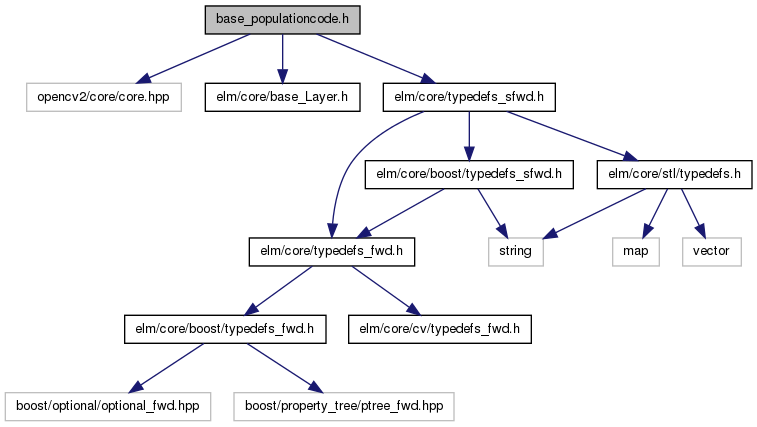 base_populationcode.h
opencv2/core/core.hpp
elm/core/base_Layer.h
elm/core/typedefs_sfwd.h
elm/core/boost/typedefs_sfwd.h
elm/core/stl/typedefs.h
elm/core/typedefs_fwd.h
string
map
vector
elm/core/boost/typedefs_fwd.h
elm/core/cv/typedefs_fwd.h
boost/optional/optional_fwd.hpp
boost/property_tree/ptree_fwd.hpp